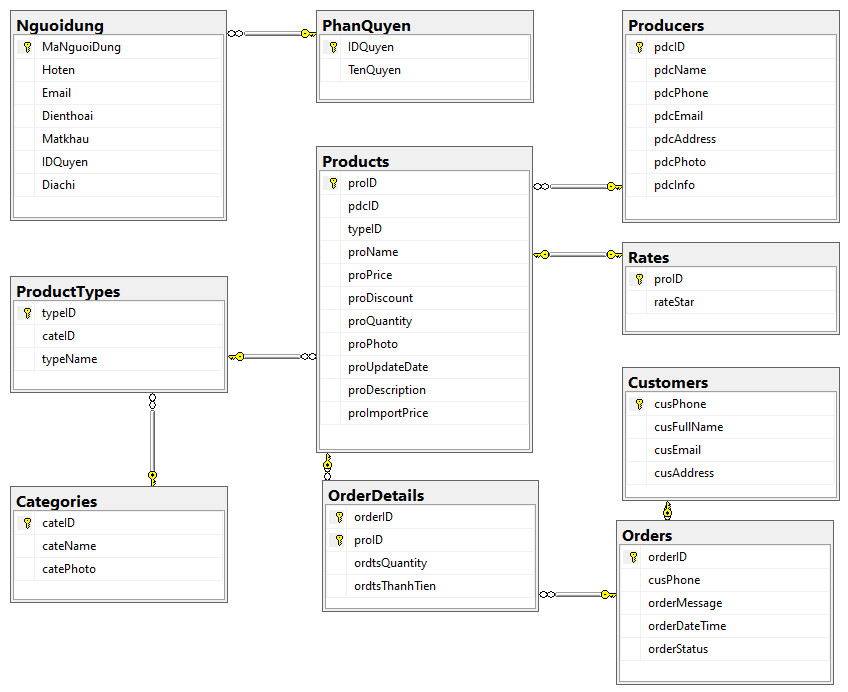 Nguoidung
MaNguoiDung
Hoten
Email
Dienthoai
Matkhau
IDQuyen
Diachi
PhanQuyen
IDQuyen
TenQuyen
Producers
pdcID
pdcName
pdcPhone
pdcEmail
pdcAddress
pdcPhoto
pdcInfo
Products
proID
pdcID
typeID
proName
proPrice
proDiscount
proQuantity
proPhoto
proUpdateDate
proDescription
proImportPrice
Rates
proID
rateStar
ProductTypes
typeID
cateID
typeName
Customers
cusPhone
cusFullName
cusEmail
cusAddress
Categories
cateID
cateName
catePhoto
OrderDetails
orderID
proID
ordtsQuantity
ordtsThanhTien
Orders
orderID
cusPhone
orderMessage
orderDateTime
orderStatus